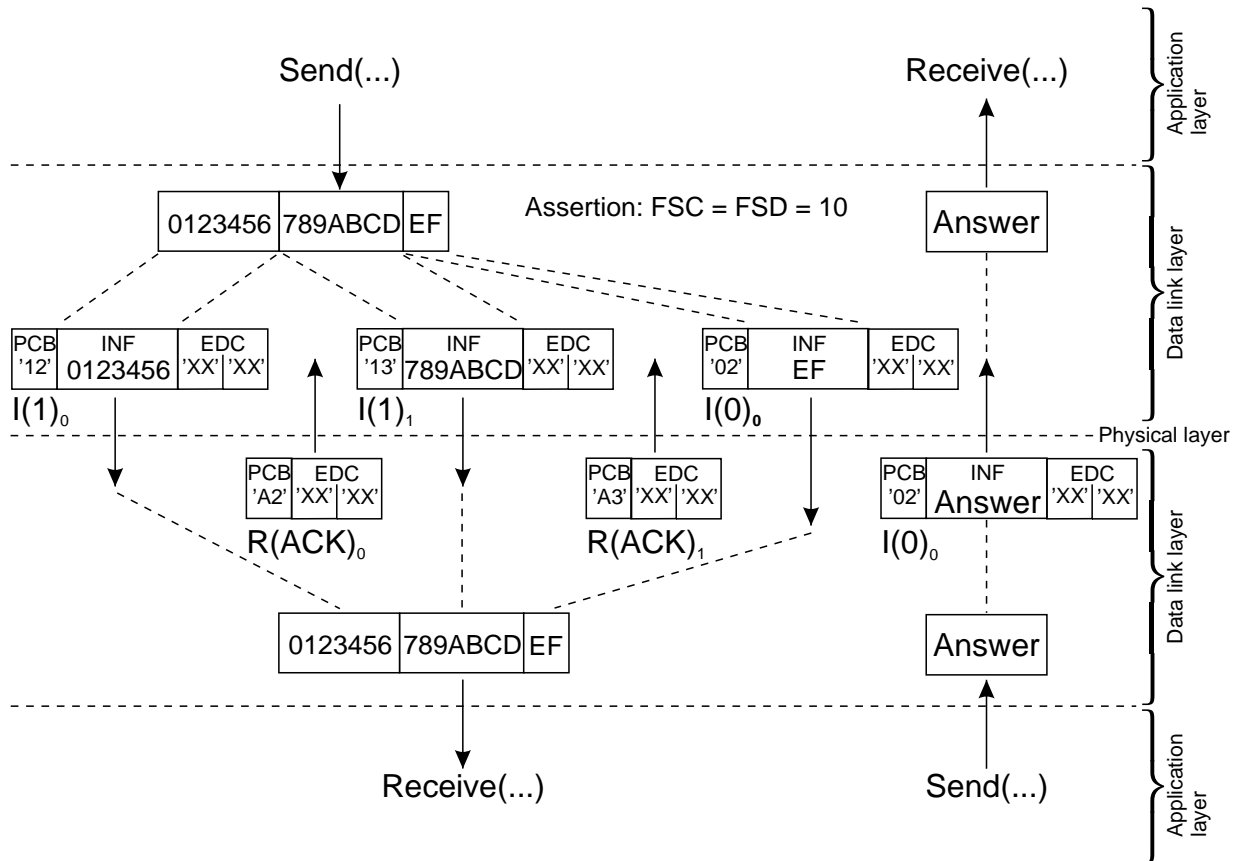 Send(...)
Receive(...)
Application
layer
0123456 789ABCD EF
Assertion: FSC = FSD = 10
Answer
Data link layer
PCB INF EDC
'12' 0123456 'XX' 'XX'
I(1)0
PCB INF EDC
'13' 789ABCD 'XX' 'XX'
I(1)1
PCB INF EDC
'02' EF 'XX' 'XX'
I(0)0
Physical layer
PCB EDC
'A2' 'XX' 'XX'
R(ACK)0
PCB EDC
'A3' 'XX' 'XX'
R(ACK)1
PCB INF EDC
'02' Answer 'XX' 'XX'
I(0)0
Data link layer
0123456 789ABCD EF
Answer
Receive(...)
Send(...)
Application
layer